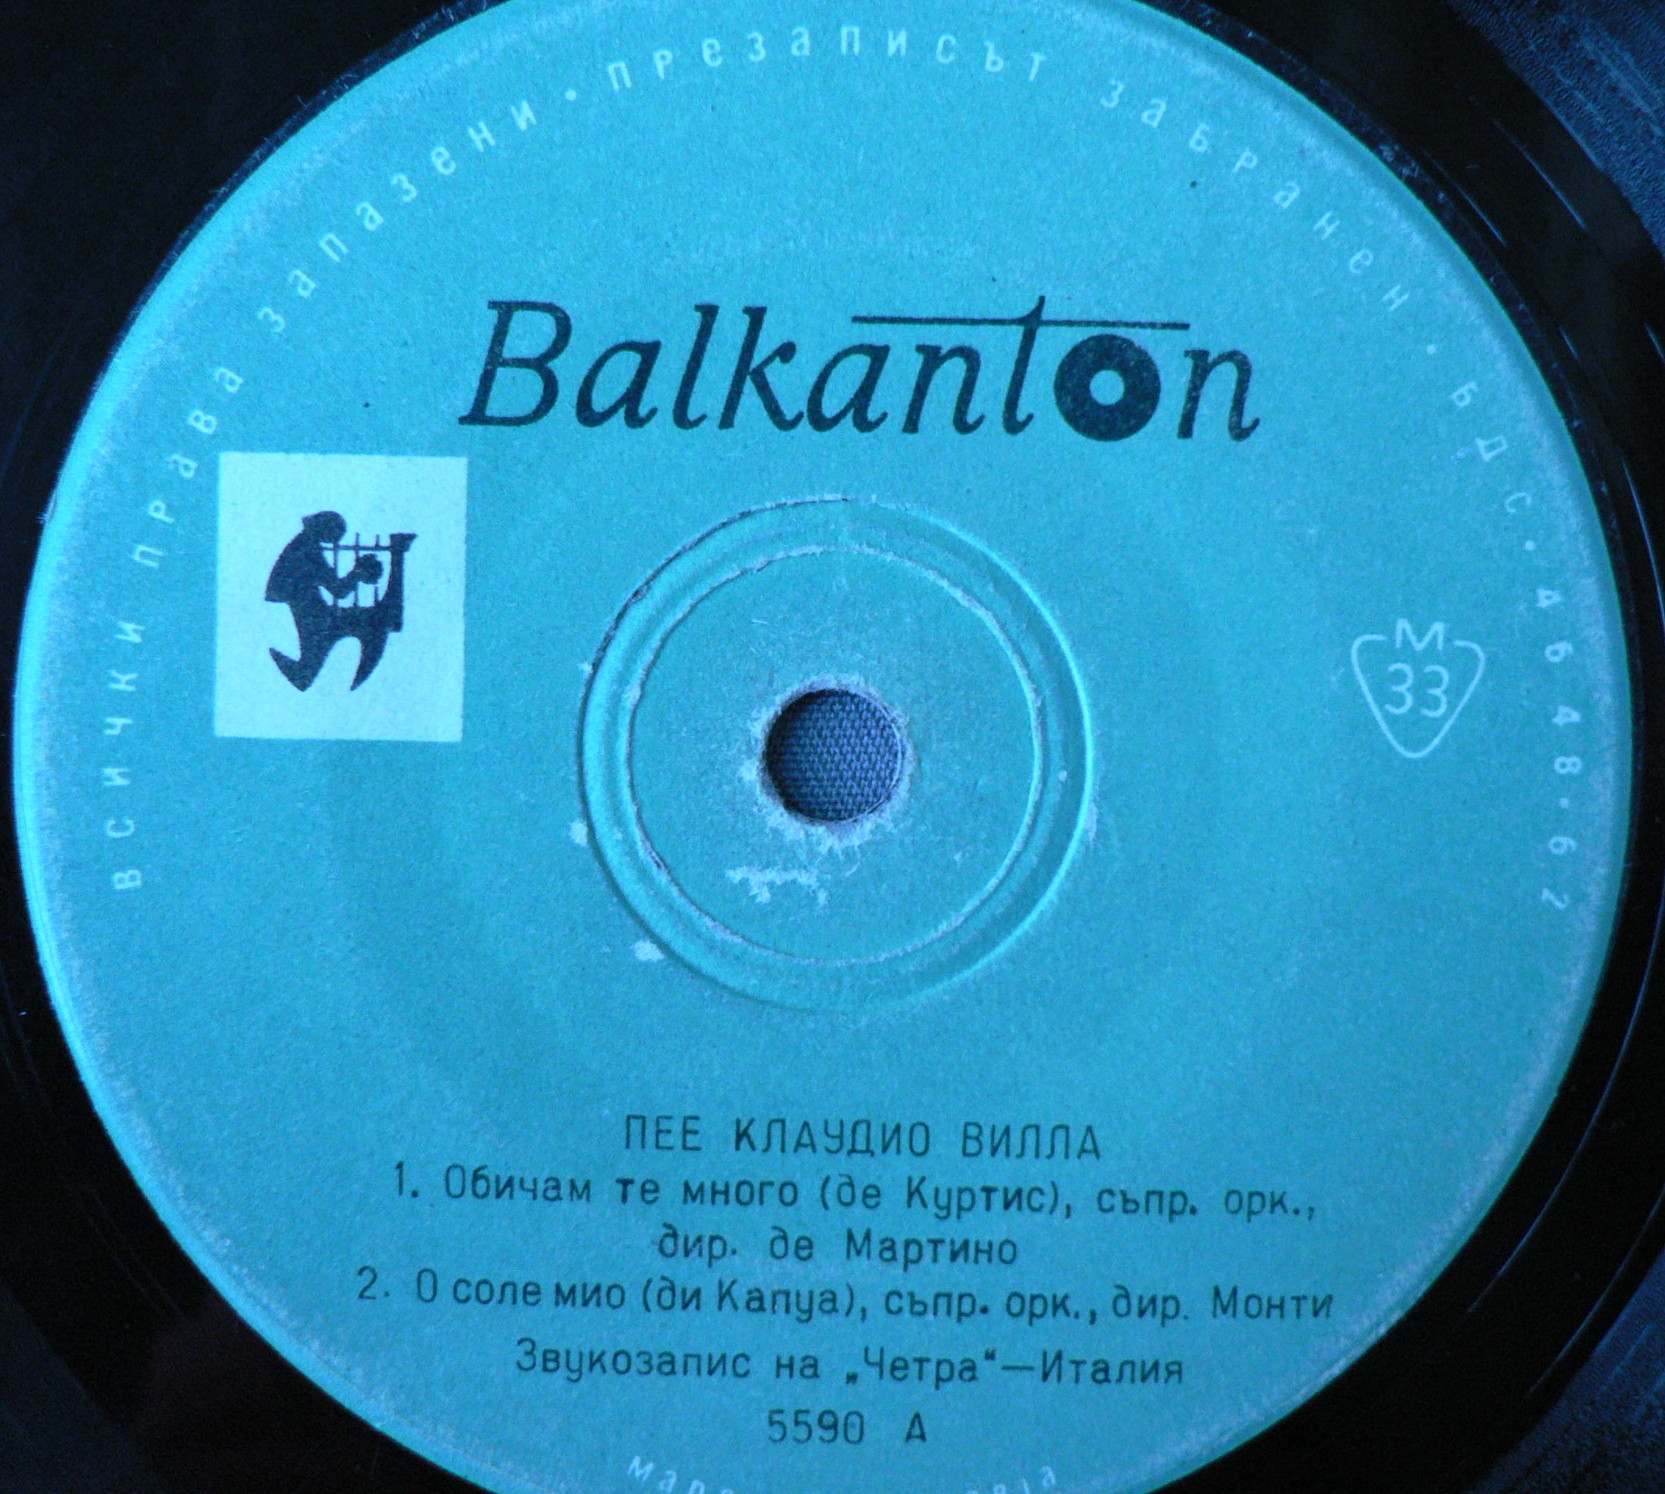 всички права запазени · презаписът забранен · БДС · 4648 · 62
Balkanton
М
33
ПЕЕ КЛАУДИО ВИЛЛА
1. Обичам те много (де Куртис), съпр. орк.,
дир. де Мартино
2. О соле мио (ди Капуа), съпр. орк., дир. Монти
Звукозапис на „Четра“—Италия
5590 А